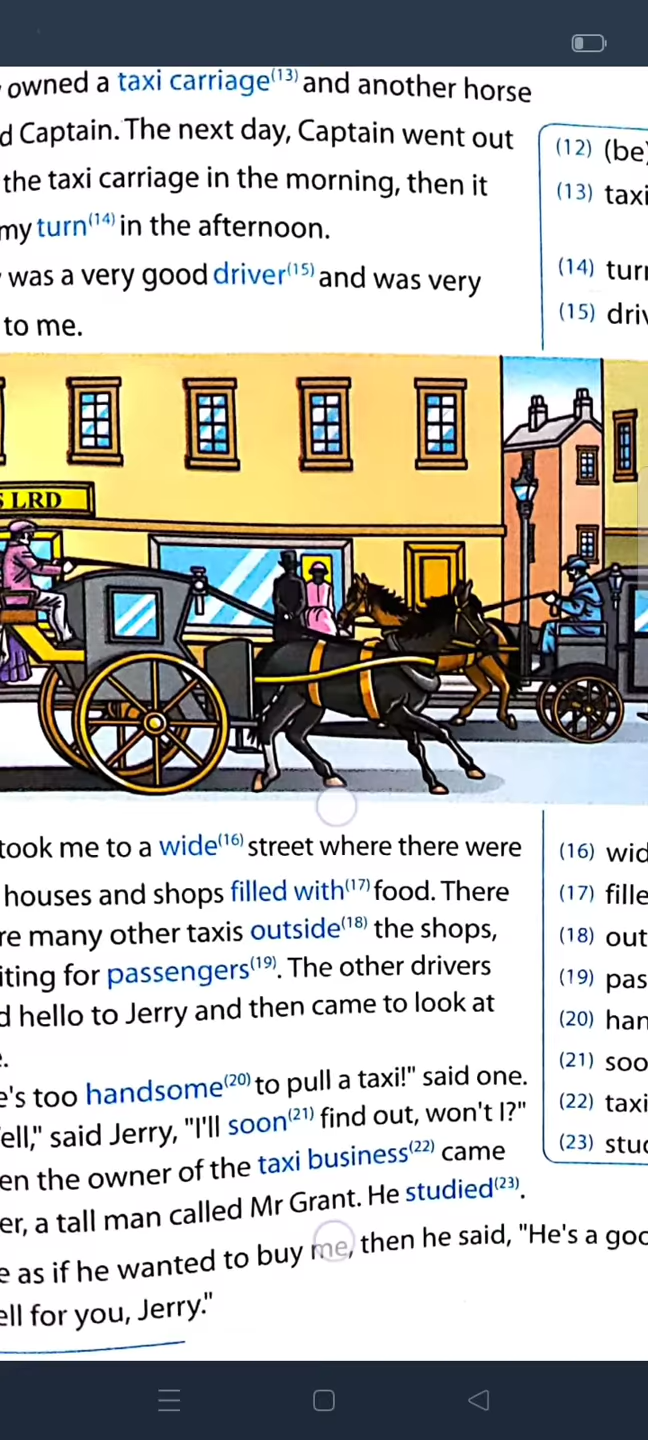 owned a taxi carriage(13) and another horse
d Captain. The next day, Captain went out
the taxi carriage in the morning, then it
my turn(14) in the afternoon.
was a very good driver(15) and was very
to me.
(12) (be)
(13) taxi
(14) turn
(15) driv
S LRD
took me to a wide(16) street where there were
houses and shops filled with(17) food. There
re many other taxis outside(18) the shops,
iting for passengers(19). The other drivers
d hello to Jerry and then came to look at
e.
e's too handsome(20) to pull a taxi!" said one.
ell," said Jerry, "I'll soon(21) find out, won't I?"
en the owner of the taxi business(22) came
er, a tall man called Mr Grant. He studied(23).
e as if he wanted to buy me, then he said, "He's a goo
ell for you, Jerry."
(16) wid
(17) fille
(18) out
(19) pas
(20) han
(21) soo
(22) taxi
(23) stud